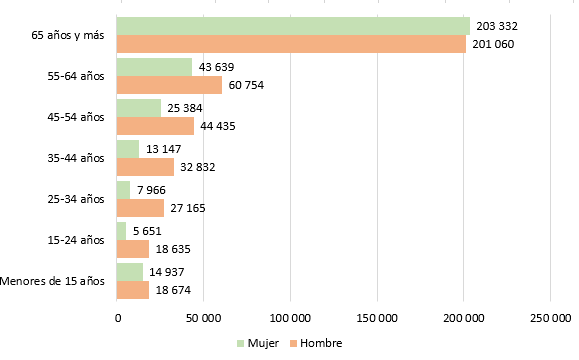 65 años y más
203 332
201 060
55-64 años
43 639
60 754
45-54 años
25 384
44 435
35-44 años
13 147
32 832
25-34 años
7 966
27 165
15-24 años
5 651
18 635
Menores de 15 años
14 937
18 674
0 50 000 100 000 150 000 200 000 250 000
Mujer Hombre